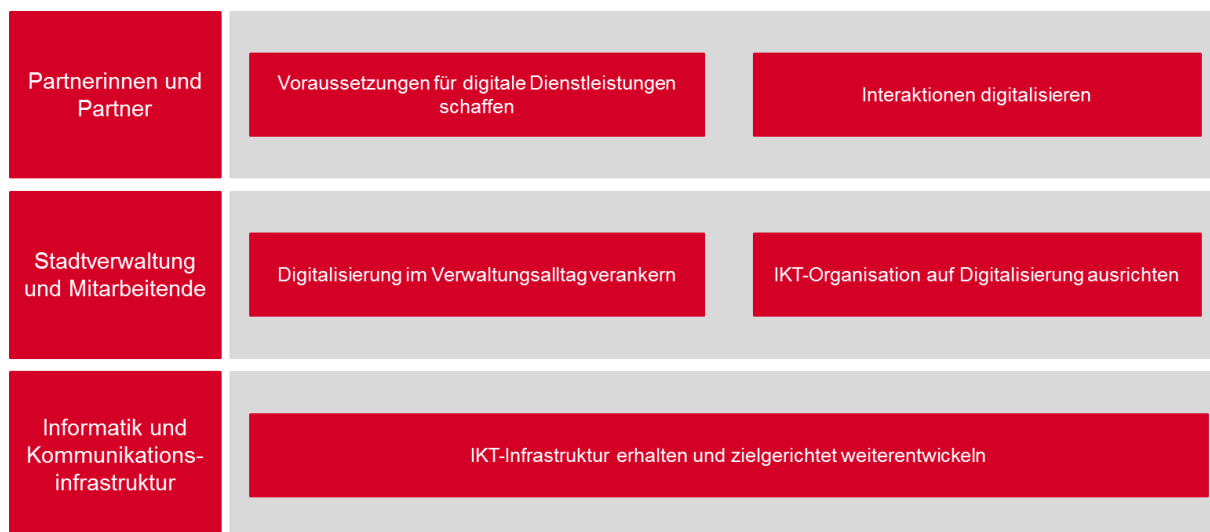 Partnerinnen und
Partner
Voraussetzungen für digitale Dienstleistungen
schaffen
Interaktionen digitalisieren
Stadtverwaltung
und Mitarbeitende
Digitalisierung im Verwaltungsalltag verankern
IKT-Organisation auf Digitalisierung ausrichten
Informatik und
Kommunikations-
infrastruktur
IKT-Infrastruktur erhalten und zielgerichtet weiterentwickeln